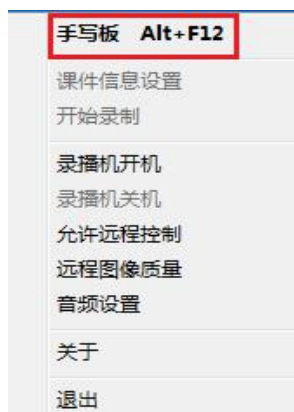 手写板 Alt+F12
课件信息设置
开始录制
录播机开机
录播机关机
允许远程控制
远程图像质量
音频设置
关于
退出